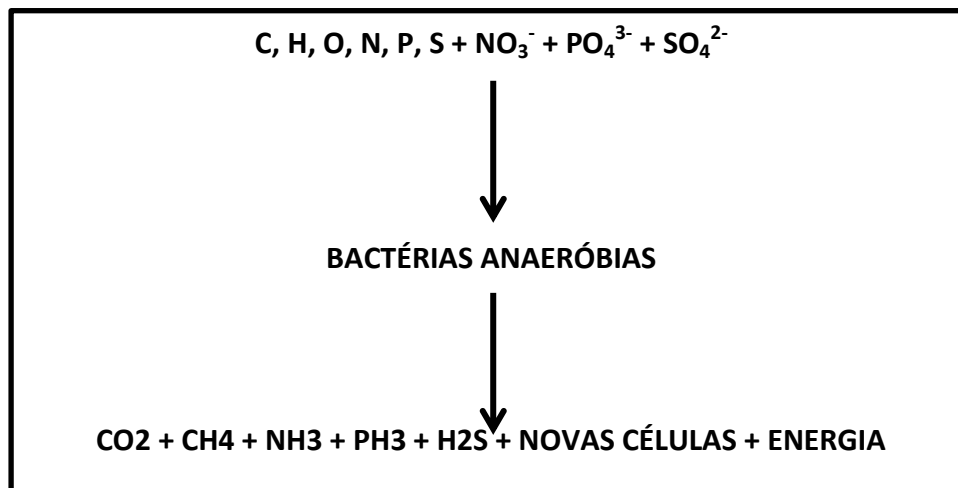 C, H, O, N, P, S + NO₃⁻ + PO₄³⁻ + SO₄²⁻
BACTÉRIAS ANAERÓBIAS
CO2 + CH4 + NH3 + PH3 + H2S + NOVAS CÉLULAS + ENERGIA